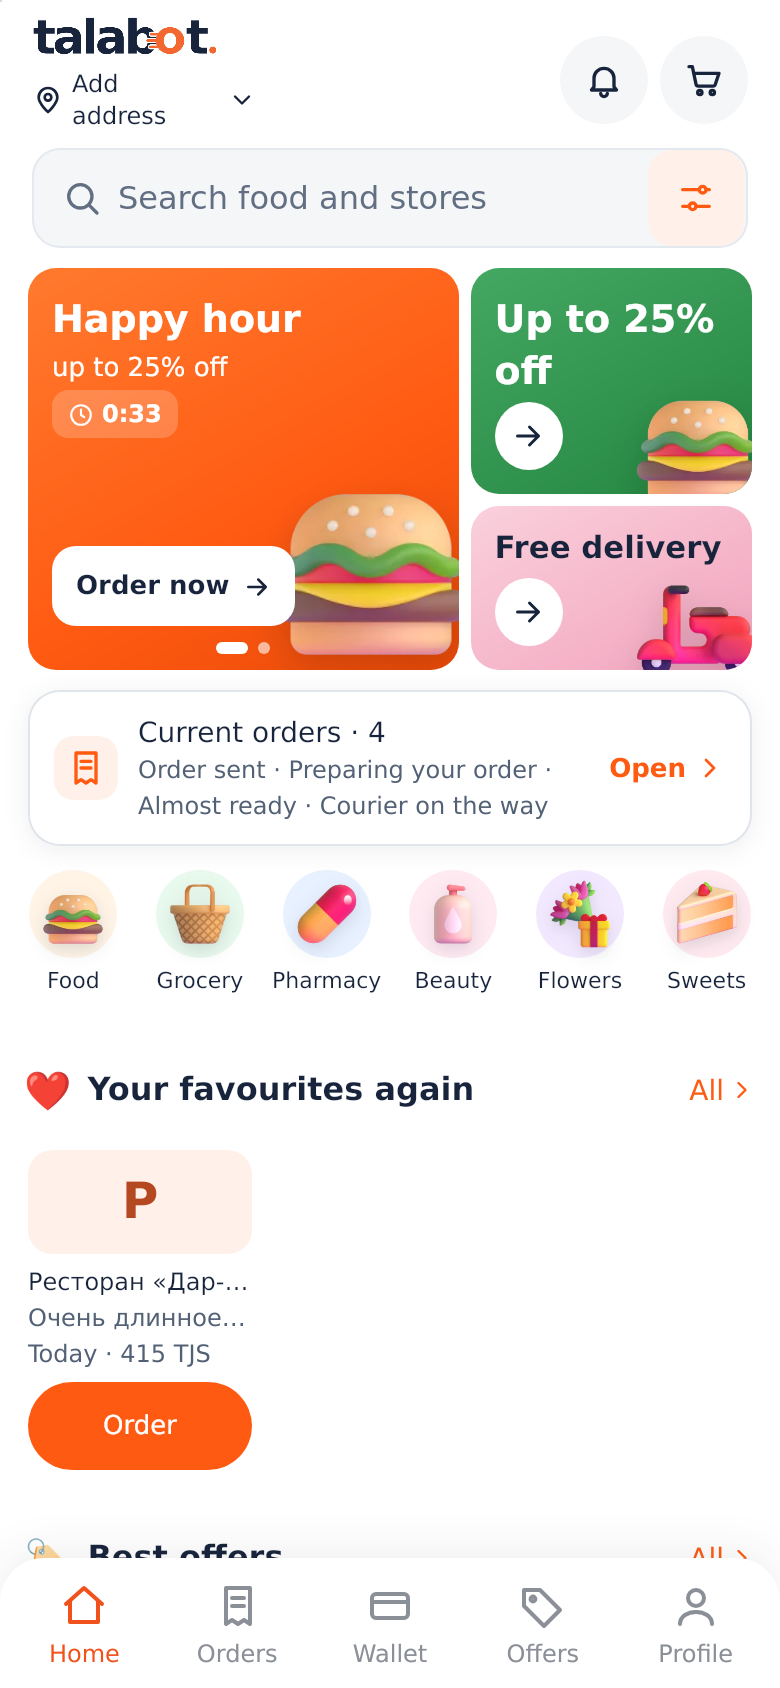 talabot.
Add
address
Search food and stores
Happy hour
up to 25% off
0:33
Order now
Up to 25%
off
Free delivery
Current orders · 4
Order sent · Preparing your order ·
Almost ready · Courier on the way
Open
Food
Grocery
Pharmacy
Beauty
Flowers
Sweets
Your favourites again
All
Р
Ресторан «Дар-...
Очень длинное...
Today · 415 TJS
Order
Best offers
All
Home
Orders
Wallet
Offers
Profile